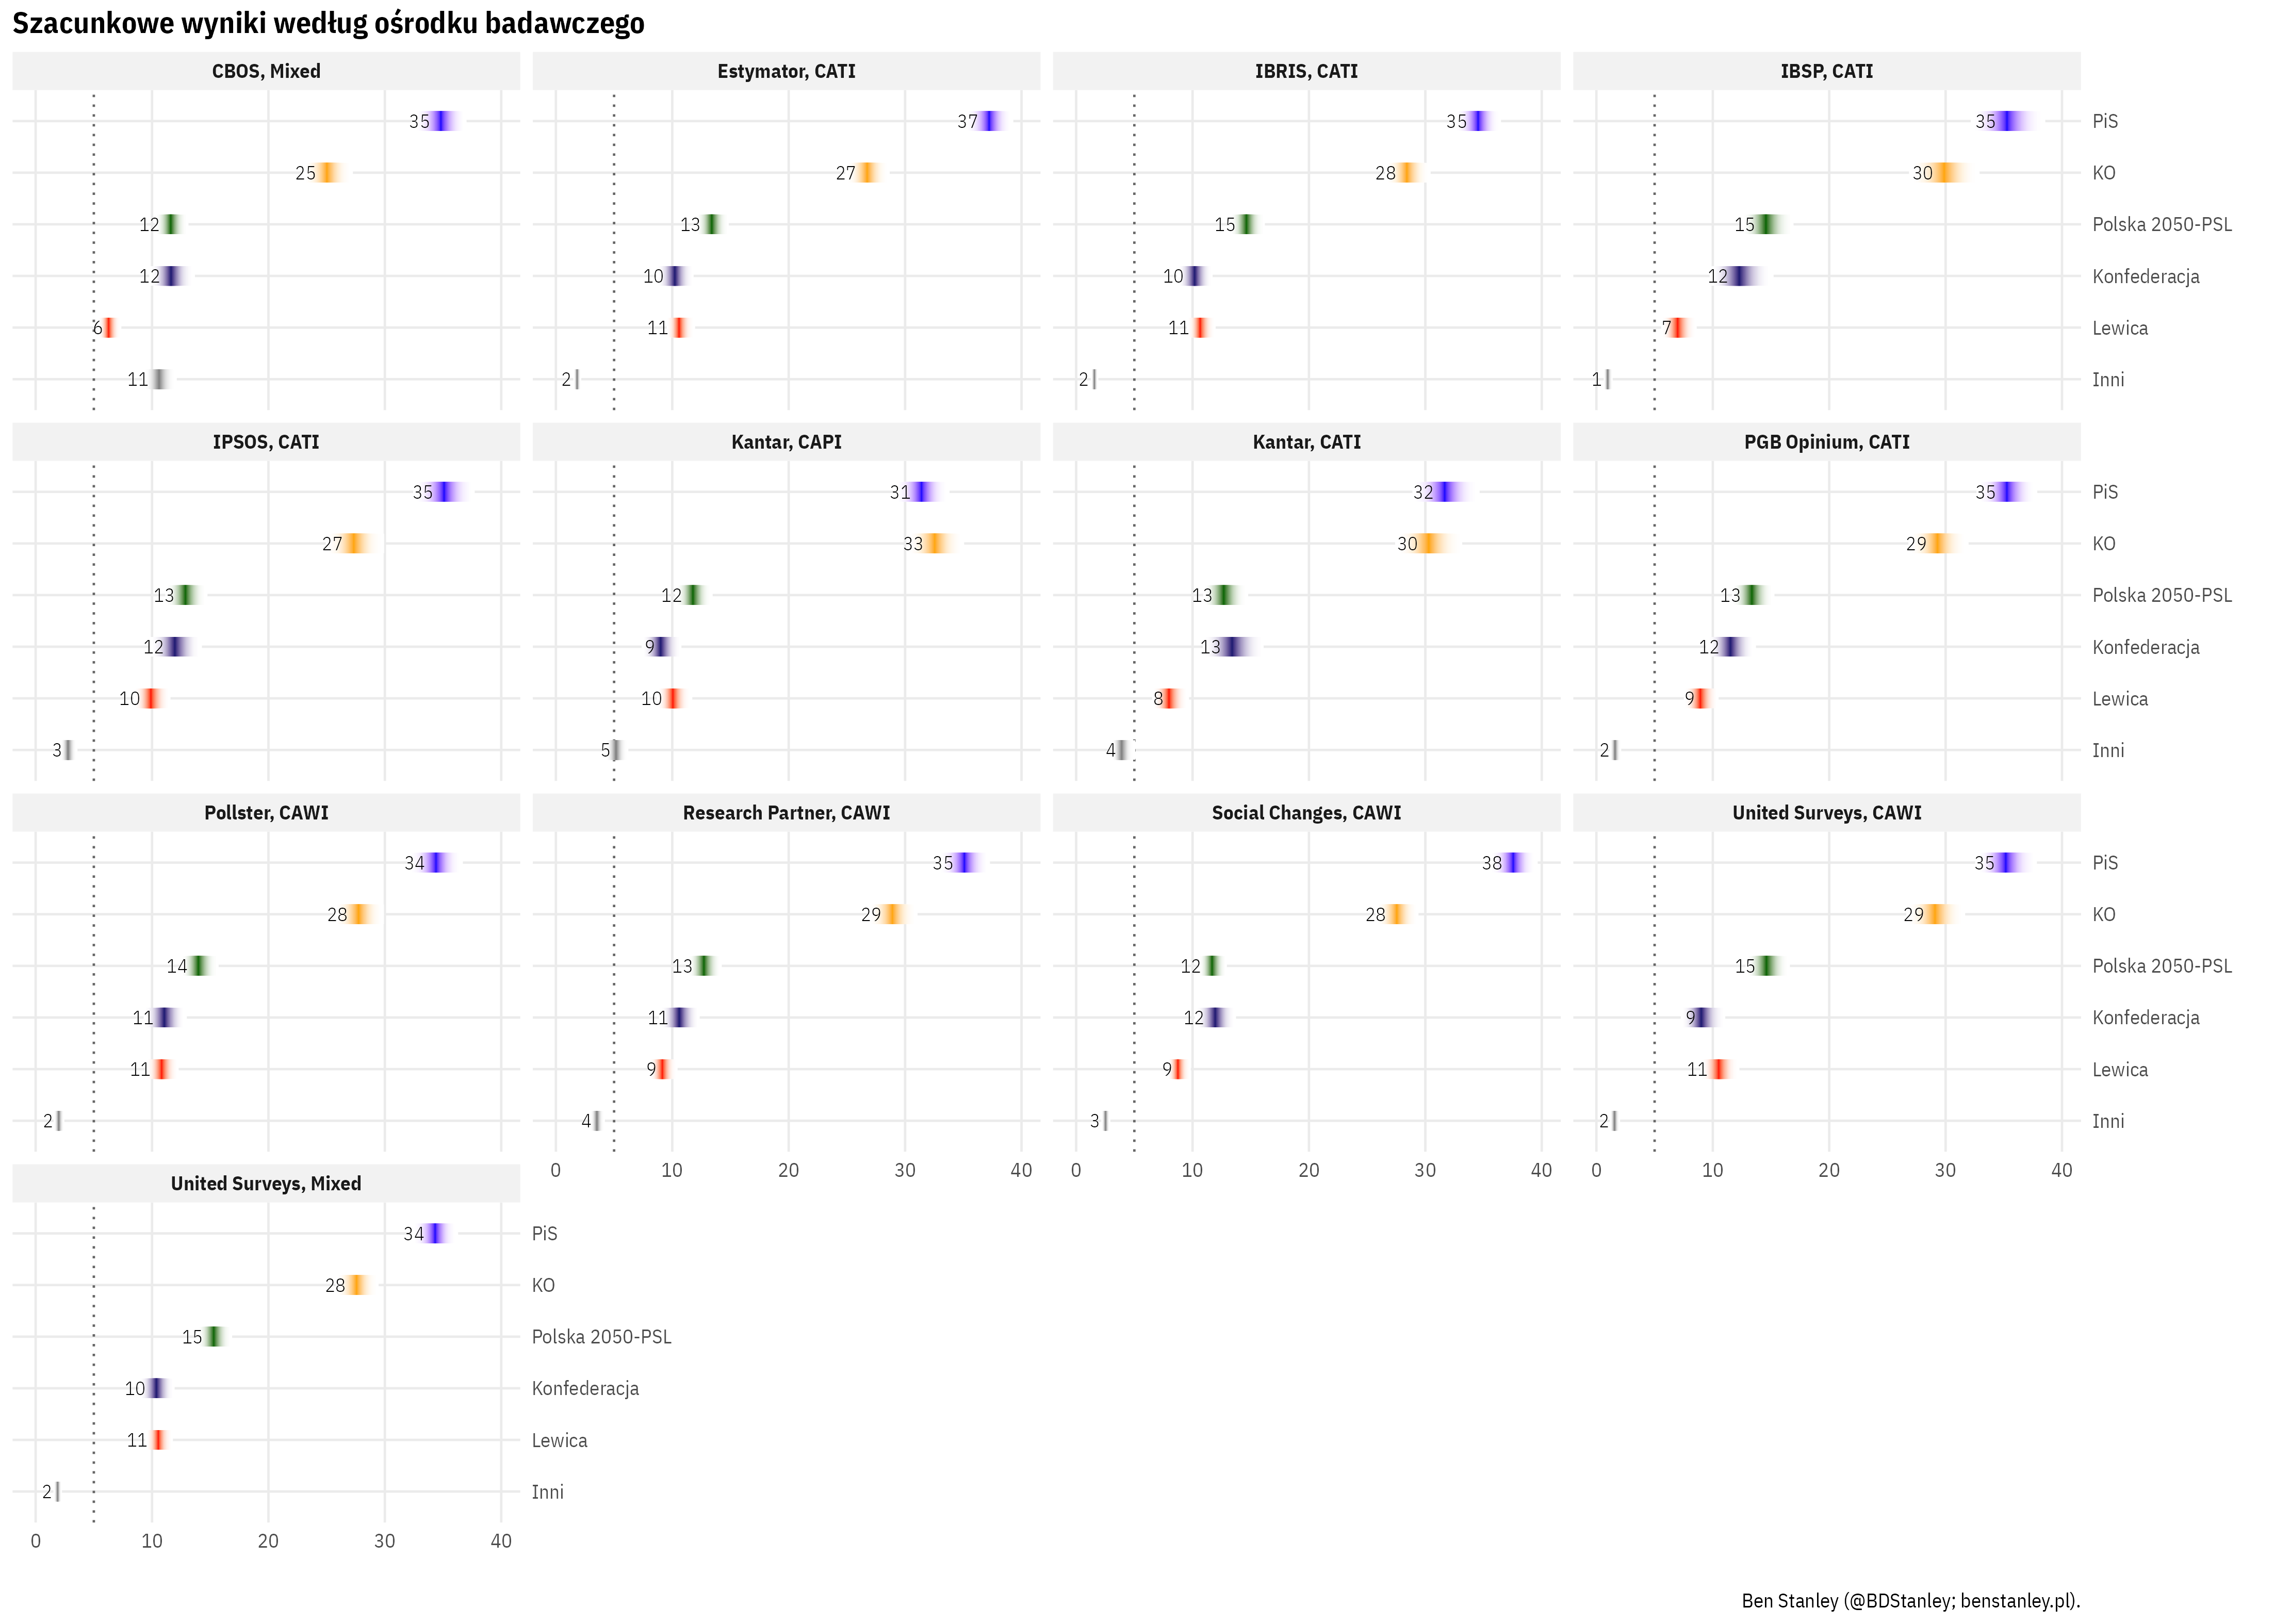 Szacunkowe wyniki według ośrodku badawczego
CBOS, Mixed
Estymator, CATI
IBRIS, CATI
IBSP, CATI
35 37 35 35 PiS
25 27 28 30 KO
12 13 15 15 Polska 2050-PSL
12 10 10 12 Konfederacja
6 11 11 7 Lewica
11 2 2 1 Inni
IPSOS, CATI
Kantar, CAPI
Kantar, CATI
PGB Opinium, CATI
35 31 32 35 PiS
27 33 30 29 KO
13 12 13 13 Polska 2050-PSL
12 9 13 12 Konfederacja
10 10 8 9 Lewica
3 5 4 2 Inni
Pollster, CAWI
Research Partner, CAWI
Social Changes, CAWI
United Surveys, CAWI
34 35 38 35 PiS
28 29 28 29 KO
14 13 12 15 Polska 2050-PSL
11 11 12 9 Konfederacja
11 9 9 11 Lewica
2 4 3 2 Inni
0 10 20 30 40 0 10 20 30 40 0 10 20 30 40
United Surveys, Mixed
34 PiS
28 KO
15 Polska 2050-PSL
10 Konfederacja
11 Lewica
2 Inni
0 10 20 30 40
Ben Stanley (@BDStanley; benstanley.pl).